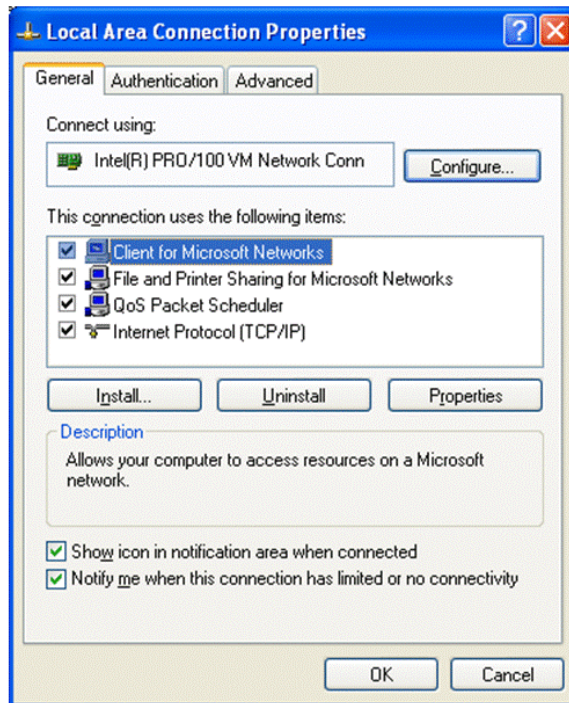 Local Area Connection Properties
General Authentication Advanced
Connect using:
Intel(R) PRO/100 VM Network Conn Configure...
This connection uses the following items:
Client for Microsoft Networks
File and Printer Sharing for Microsoft Networks
QoS Packet Scheduler
Internet Protocol (TCP/IP)
Install... Uninstall Properties
Description
Allows your computer to access resources on a Microsoft
network.
Show icon in notification area when connected
Notify me when this connection has limited or no connectivity
OK Cancel